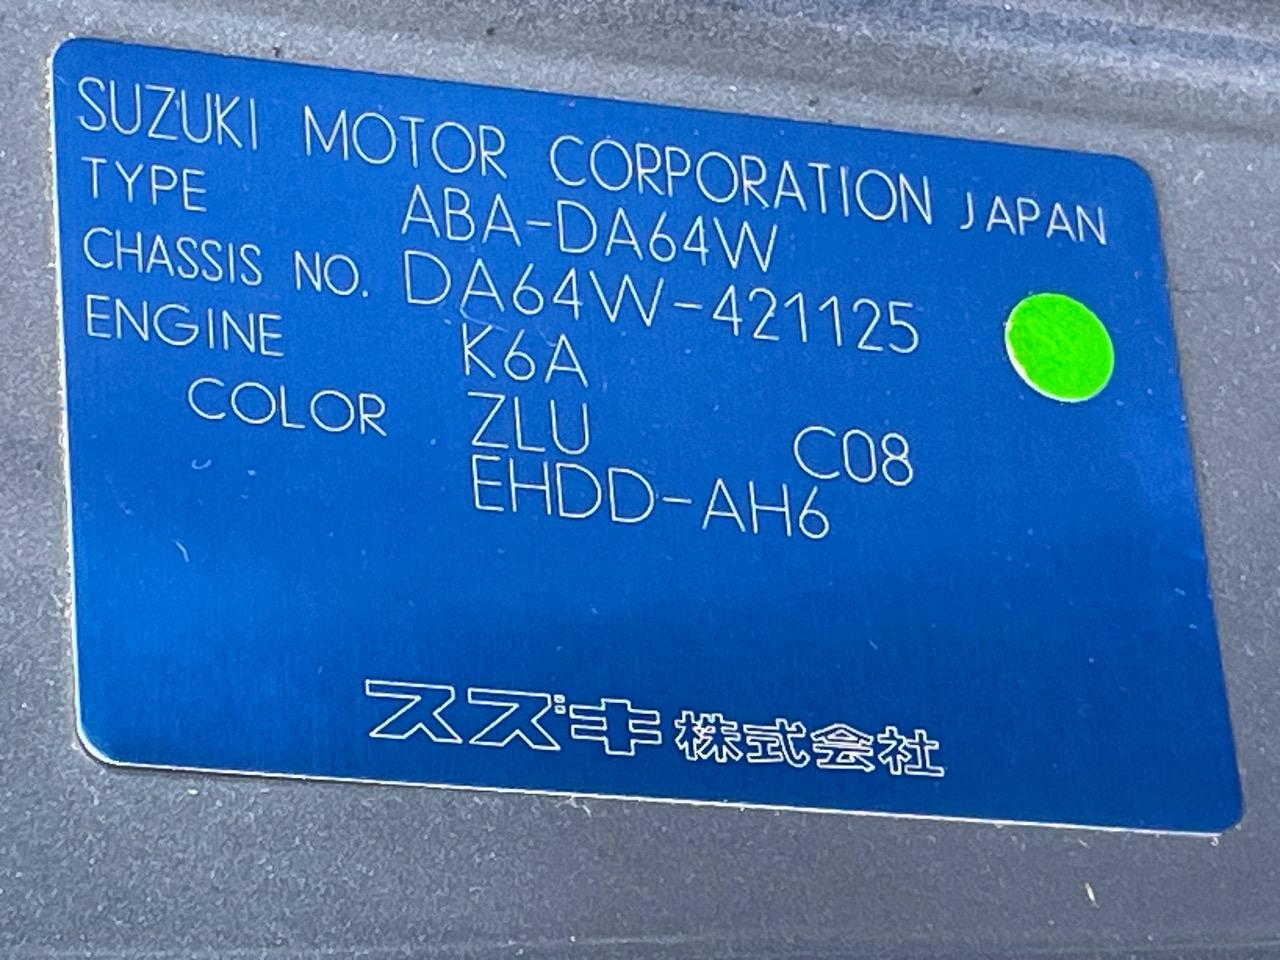 SUZUKI MOTOR CORPORATION JAPAN
TYPE ABA-DA64W
CHASSIS NO. DA64W-421125
ENGINE K6A
COLOR ZLU C08
EHDD-AH6
スズキ株式会社